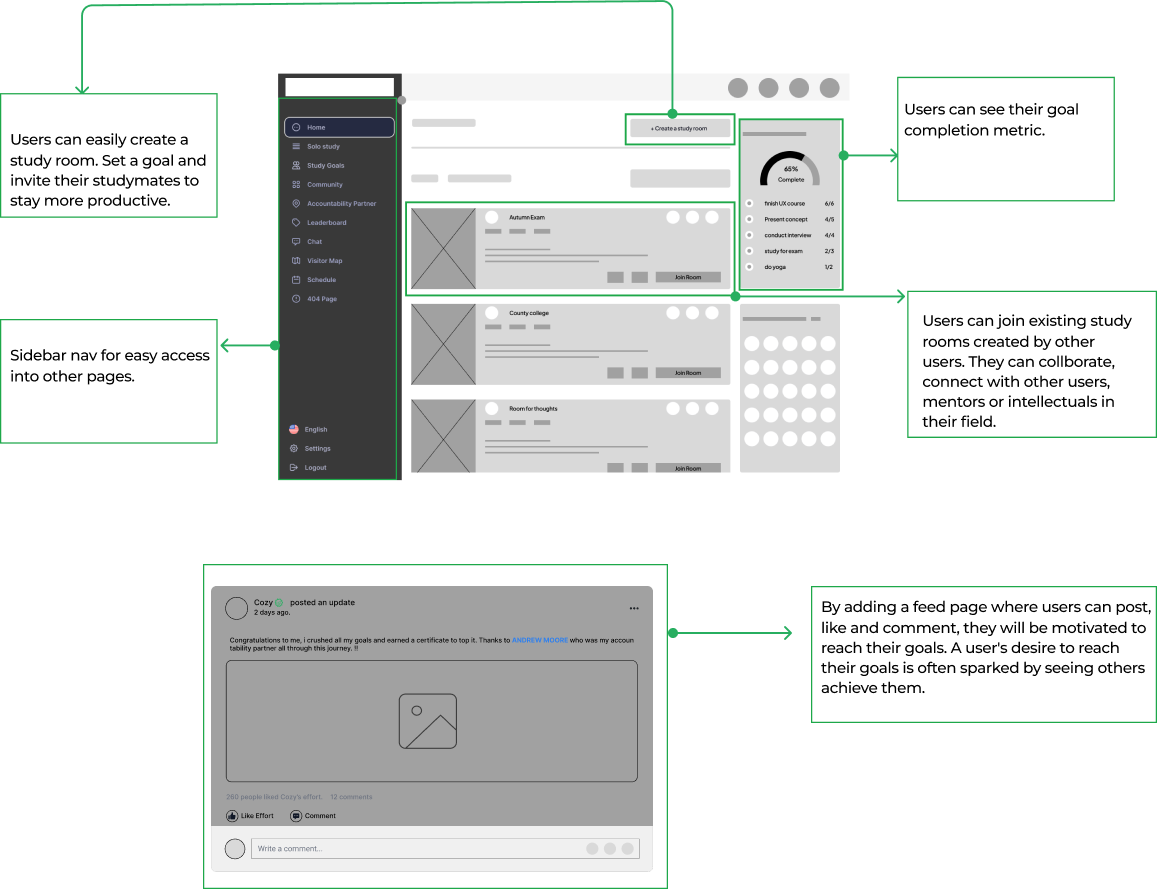 Users can easily create a
study room. Set a goal and
invite their studymates to
stay more productive.
Sidebar nav for easy access
into other pages.
Home
Solo study
Study Goals
Community
Accountability Partner
Leaderboard
Chat
Visitor Map
Schedule
404 Page
English
Settings
Logout
+ Create a study room
Autumn Exam
Join Room
County college
Join Room
Room for thoughts
Join Room
65%
Complete
finish UX course 6/6
Present concept 4/5
conduct interview 4/4
study for exam 2/3
do yoga 1/2
Users can see their goal
completion metric.
Users can join existing study
rooms created by other
users. They can collborate,
connect with other users,
mentors or intellectuals in
their field.
Cozy posted an update
2 days ago.
Congratulations to me, i crushed all my goals and earned a certificate to top it. Thanks to ANDREW MOORE who was my accoun
tability partner all through this journey. !!
260 people liked Cozy's effort. 12 comments
Like Effort Comment
Write a comment...
By adding a feed page where users can post,
like and comment, they will be motivated to
reach their goals. A user's desire to reach
their goals is often sparked by seeing others
achieve them.